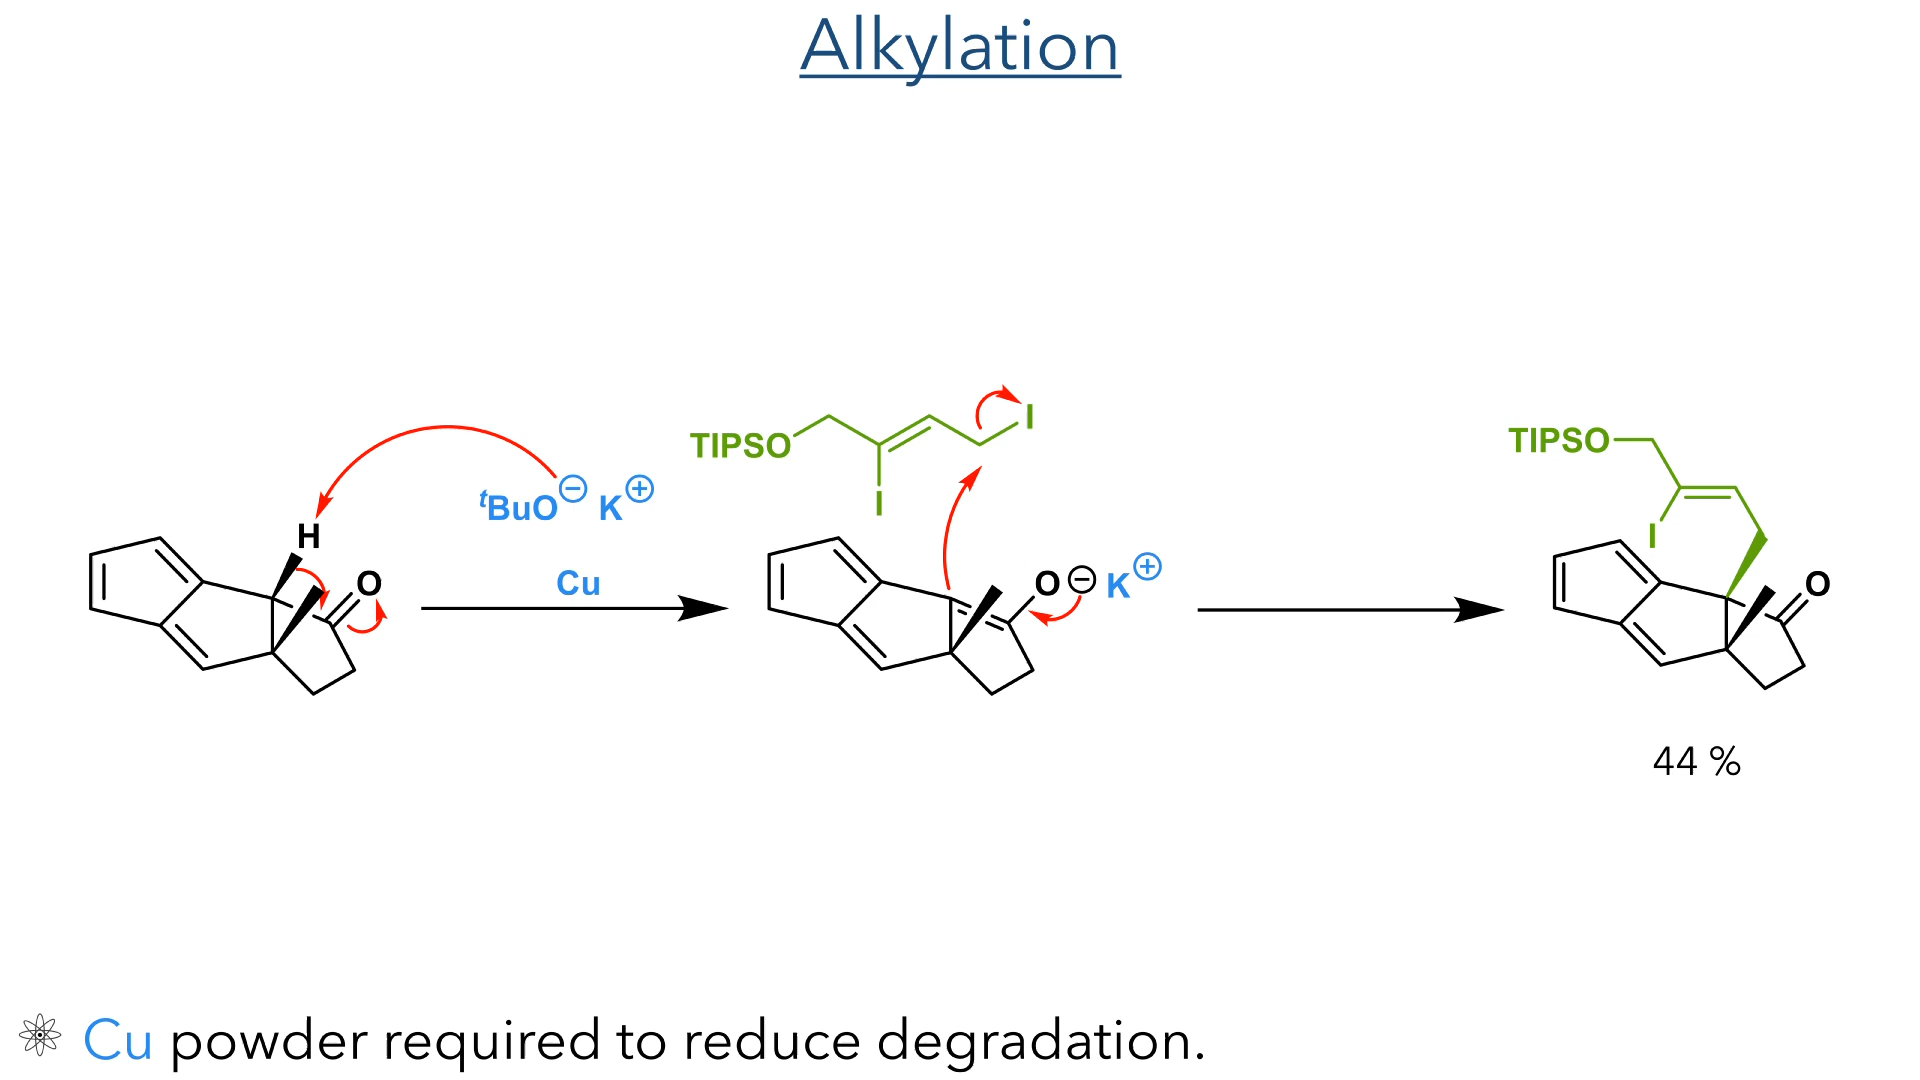 Alkylation
TIPSO
I
I
ᵗBuO⊖ K⊕
H
O
Cu
O⊖ K⊕
TIPSO
I
O
44 %
Cu powder required to reduce degradation.